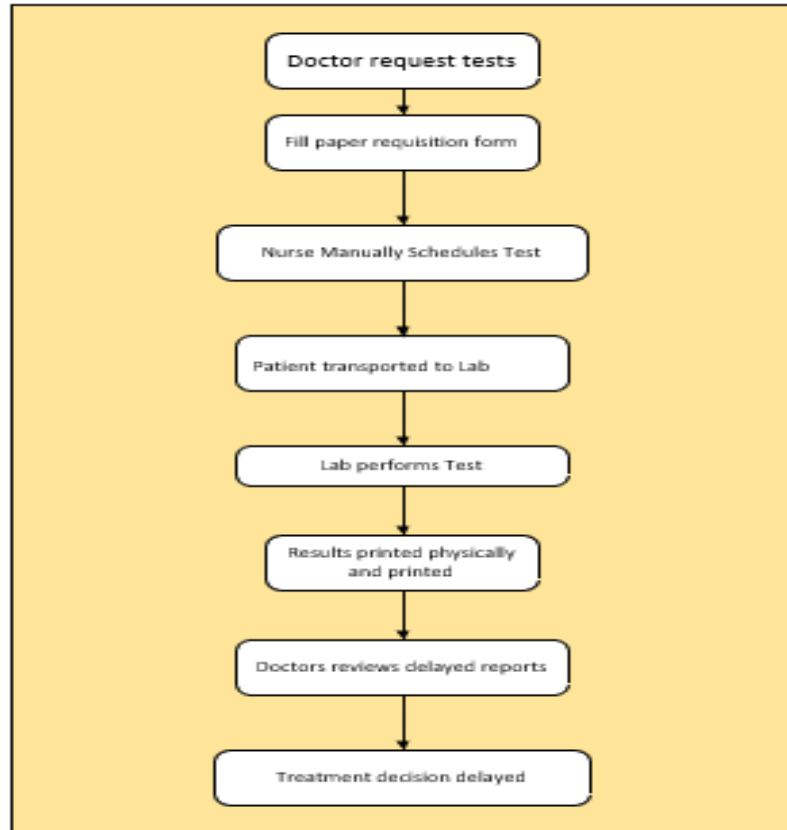 Doctor request tests
Fill paper requisition form
Nurse Manually Schedules Test
Patient transported to Lab
Lab performs Test
Results printed physically
and printed
Doctors reviews delayed reports
Treatment decision delayed